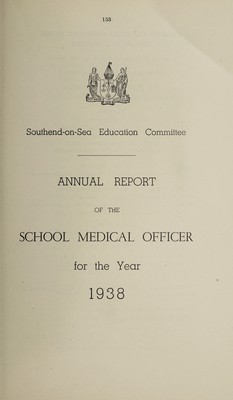 153
Southend-on-Sea Education Committee
ANNUAL REPORT
OF THE
SCHOOL MEDICAL OFFICER
for the Year
1938